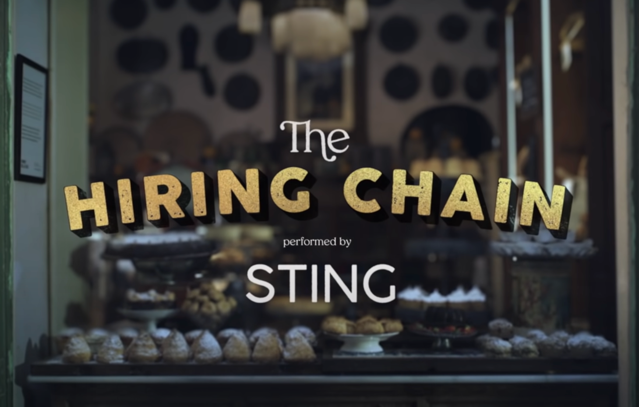 The
HIRING CHAIN
performed by
STING